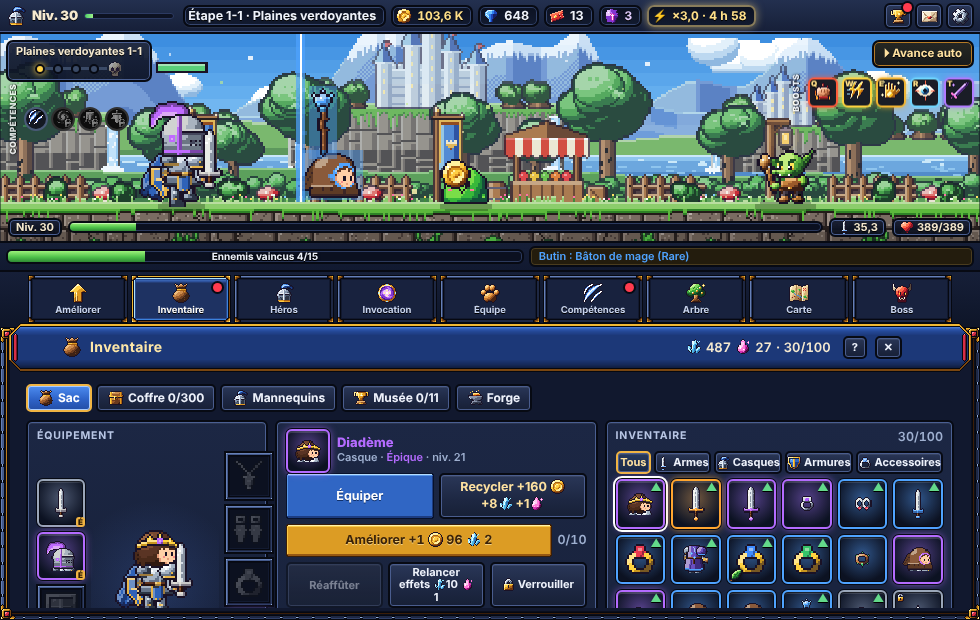 Niv. 30
Étape 1-1 · Plaines verdoyantes
103,6 K
648
13
3
×3,0 · 4 h 58
Plaines verdoyantes 1-1
Avance auto
COMPÉTENCES
BOOSTS
Niv. 30
35,3
389/389
Ennemis vaincus 4/15
Butin : Bâton de mage (Rare)
Améliorer
Inventaire
Héros
Invocation
Equipe
Compétences
Arbre
Carte
Boss
Inventaire
487
27 · 30/100
?
×
Sac
Coffre 0/300
Mannequins
Musée 0/11
Forge
ÉQUIPEMENT
E
E
Diadème
Casque · Épique · niv. 21
Équiper
Recycler +160
+8 +1
Améliorer +1 96 2
0/10
Réaffûter
Relancer
effets 10
1
Verrouiller
INVENTAIRE
30/100
Tous
Armes
Casques
Armures
Accessoires